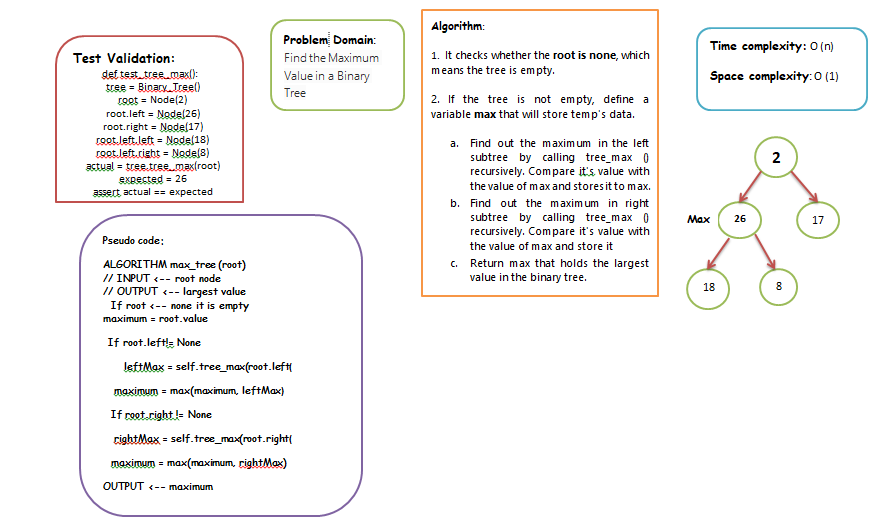 Test Validation:
def test_tree_max():
tree = Binary_Tree()
root = Node(2)
root.left = Node(26)
root.right = Node(17)
root.left.left = Node(18)
root.left.right = Node(8)
actual = tree.tree_max(root)
expected = 26
assert actual == expected
Problem Domain:
Find the Maximum
Value in a Binary
Tree
Algorithm:
1. It checks whether the root is none, which
means the tree is empty.
2. If the tree is not empty, define a
variable max that will store temp's data.
a. Find out the maximum in the left
subtree by calling tree_max ()
recursively. Compare it's value with
the value of max and stores it to max.
b. Find out the maximum in right
subtree by calling tree_max ()
recursively. Compare it's value with
the value of max and store it
c. Return max that holds the largest
value in the binary tree.
Time complexity: O (n)
Space complexity: O (1)
2
Max
26
17
18
8
Pseudo code:
ALGORITHM max_tree (root)
// INPUT <-- root node
// OUTPUT <-- largest value
If root <-- none it is empty
maximum = root.value
If root.left!= None
leftMax = self.tree_max(root.left(
maximum = max(maximum, leftMax)
If root.right != None
rightMax = self.tree_max(root.right(
maximum = max(maximum, rightMax)
OUTPUT <-- maximum